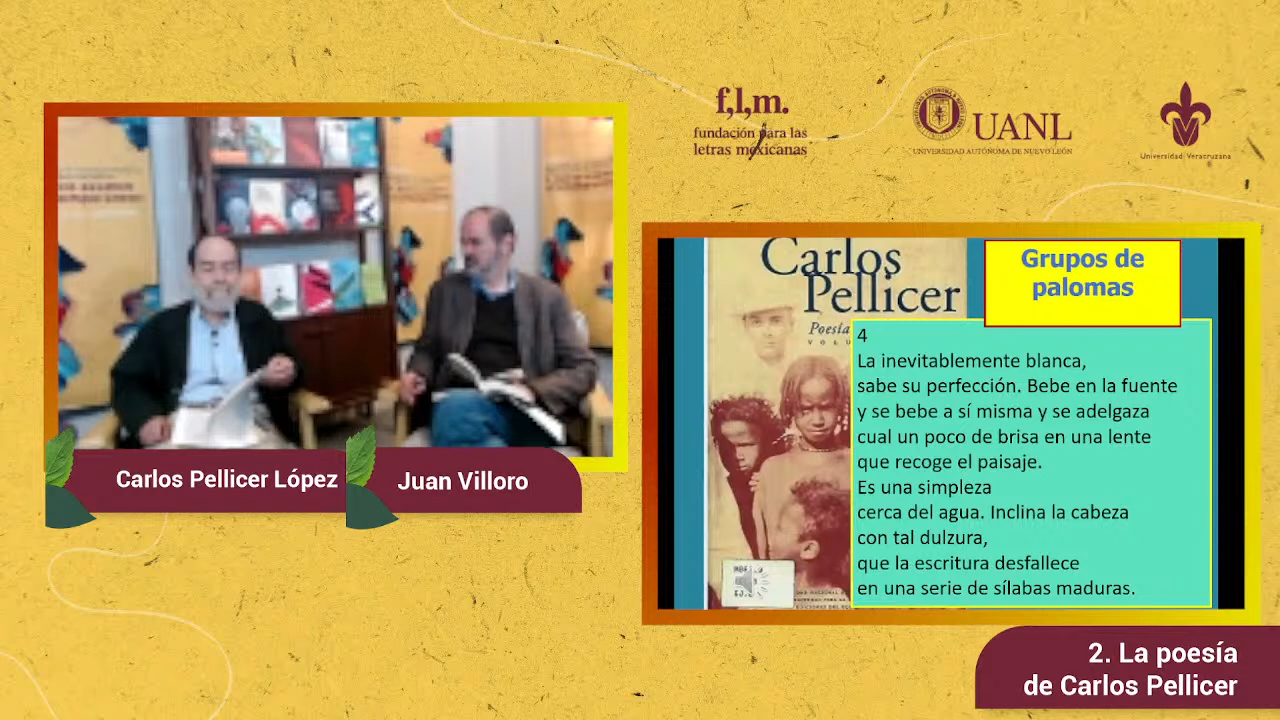 f,l,m.
fundación para las
letras mexicanas
UANL
UNIVERSIDAD AUTÓNOMA DE NUEVO LEÓN
Universidad Veracruzana
Carlos Pellicer López
Juan Villoro
Carlos
Pellicer
Poesía
Grupos de
palomas
4
La inevitablemente blanca,
sabe su perfección. Bebe en la fuente
y se bebe a sí misma y se adelgaza
cual un poco de brisa en una lente
que recoge el paisaje.
Es una simpleza
cerca del agua. Inclina la cabeza
con tal dulzura,
que la escritura desfallece
en una serie de sílabas maduras.
2. La poesía
de Carlos Pellicer